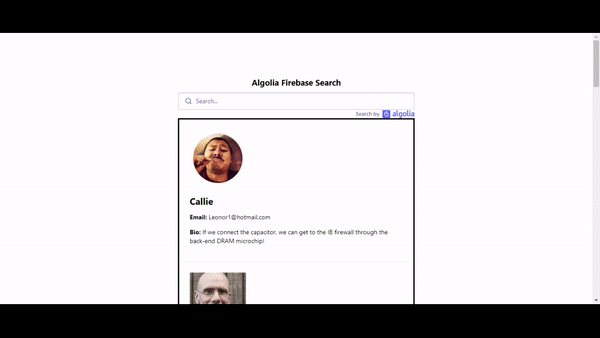 Algolia Firebase Search
Search...
Search by algolia
Callie
Email: Leonor1@hotmail.com
Bio: If we connect the capacitor, we can get to the IB firewall through the
back-end DRAM microchip!